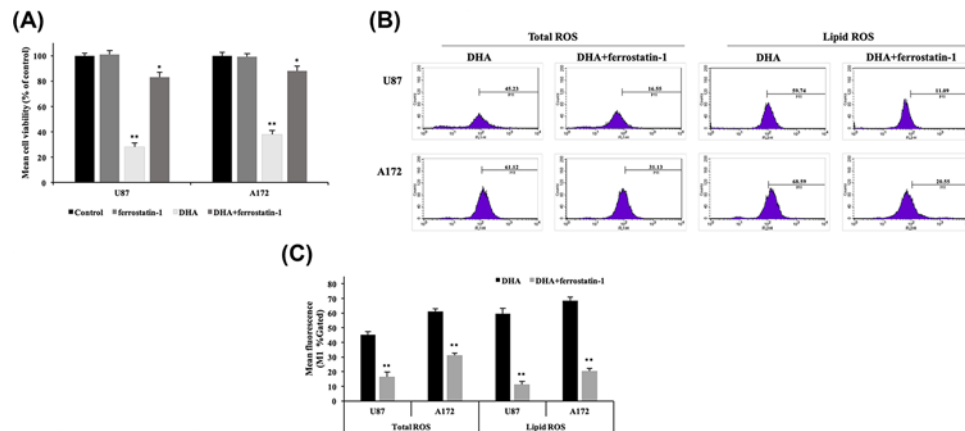 (A)
Mean cell viability (% of control)
120
100
80
60
40
20
0
*
**
*
**
U87
A172
Control ferrostatin-1 DHA DHA+ferrostatin-1
(B)
Total ROS
Lipid ROS
DHA
DHA+ferrostatin-1
DHA
DHA+ferrostatin-1
U87
45.23
16.55
59.74
11.09
A172
61.12
31.13
68.59
20.55
(C)
DHA DHA+ferrostatin-1
Mean fluorescence
(M1 %Gated)
80
70
60
50
40
30
20
10
0
**
**
**
**
U87
A172
U87
A172
Total ROS
Lipid ROS